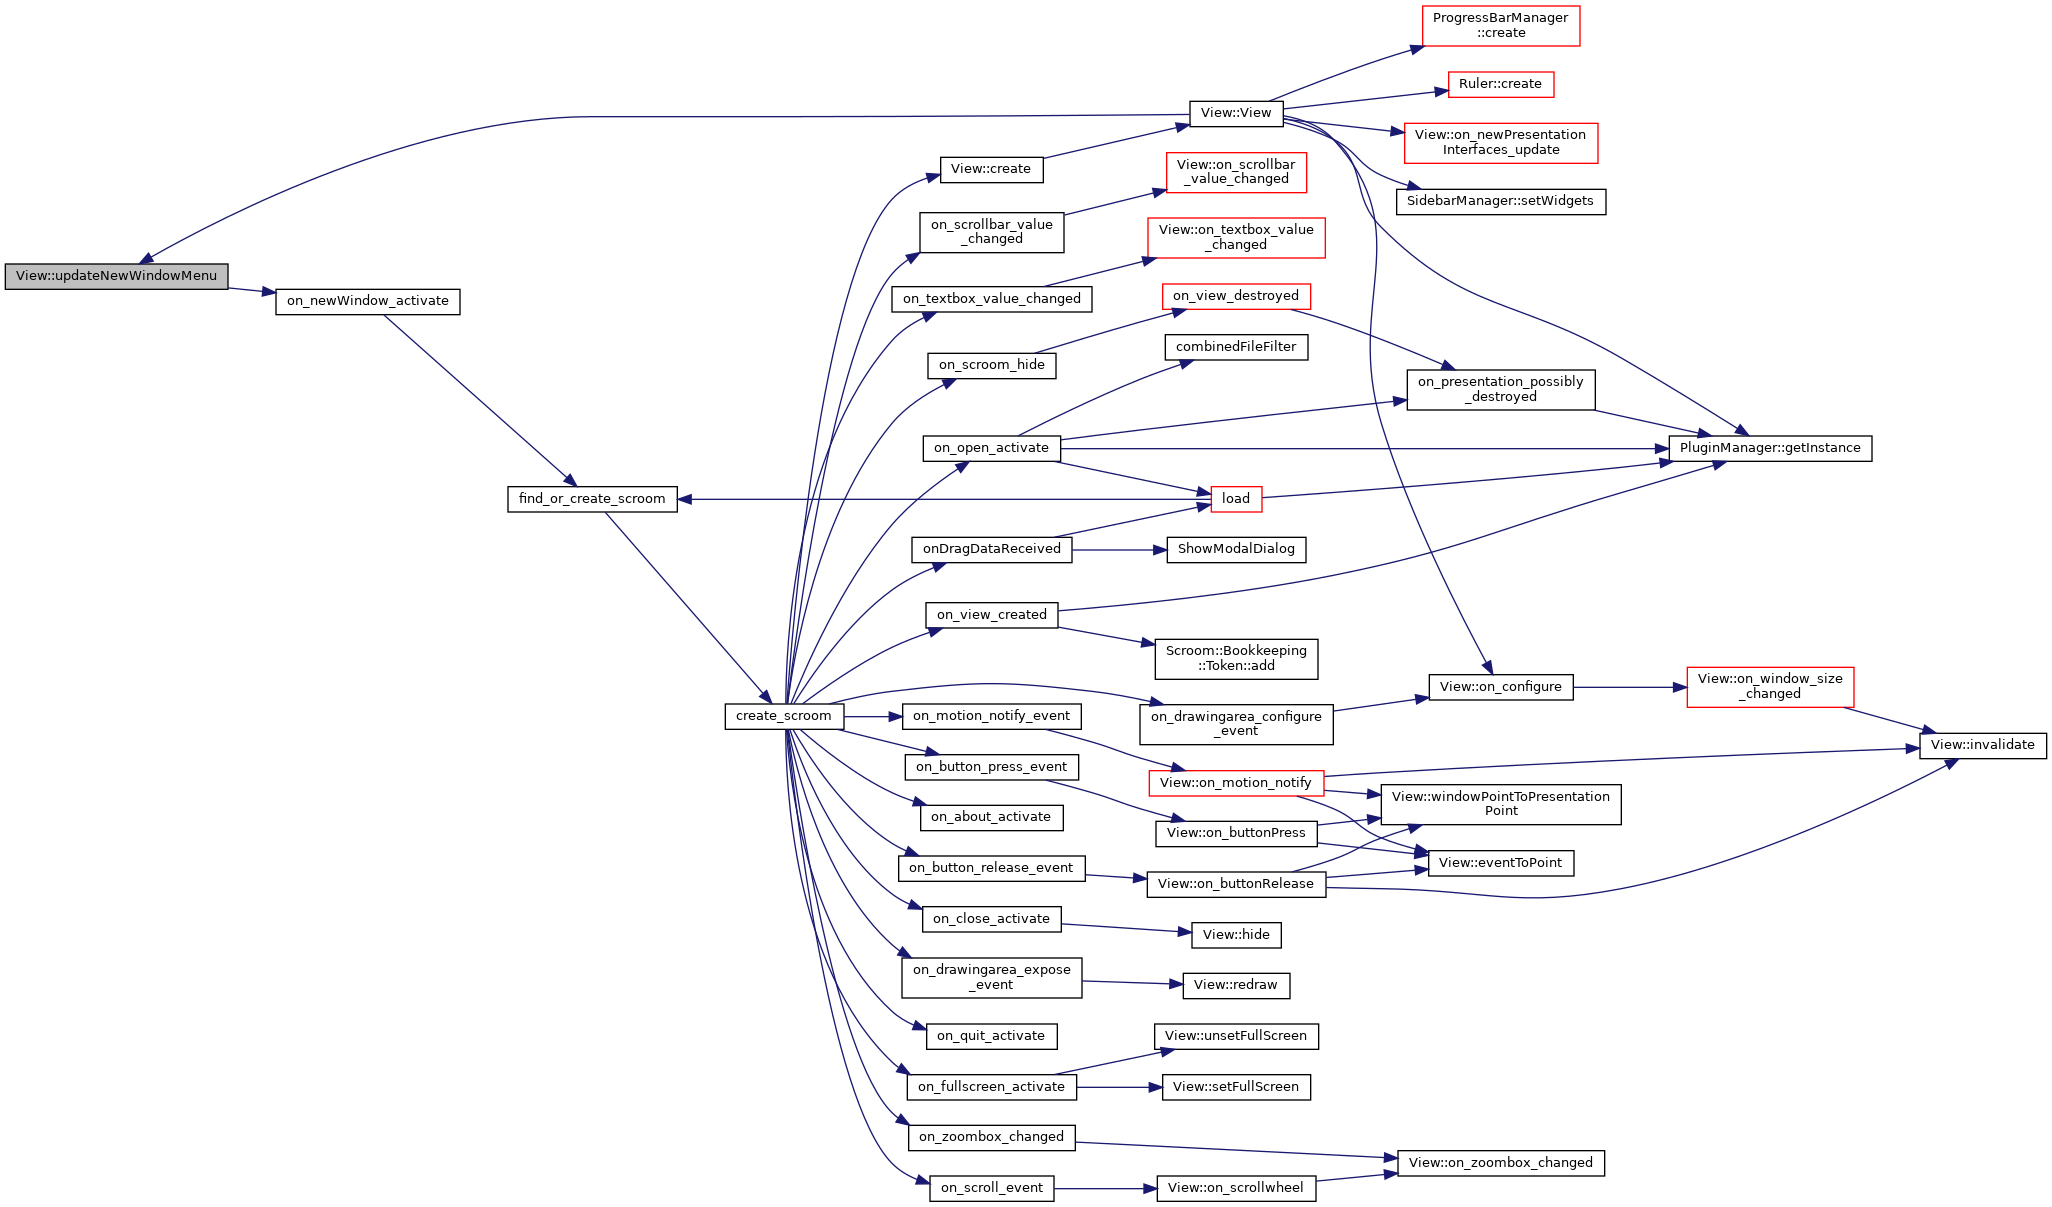 ProgressBarManager
::create
Ruler::create
View::View
View::on_newPresentation
Interfaces_update
View::create
View::on_scrollbar
_value_changed
SidebarManager::setWidgets
on_scrollbar_value
_changed
View::on_textbox_value
_changed
View::updateNewWindowMenu
on_newWindow_activate
on_textbox_value_changed
on_view_destroyed
combinedFileFilter
on_scroom_hide
on_presentation_possibly
_destroyed
on_open_activate
PluginManager::getInstance
find_or_create_scroom
load
onDragDataReceived
ShowModalDialog
on_view_created
Scroom::Bookkeeping
::Token::add
View::on_configure
View::on_window_size
_changed
create_scroom
on_motion_notify_event
on_drawingarea_configure
_event
View::invalidate
on_button_press_event
View::on_motion_notify
View::windowPointToPresentation
Point
on_about_activate
View::on_buttonPress
View::eventToPoint
on_button_release_event
View::on_buttonRelease
on_close_activate
View::hide
on_drawingarea_expose
_event
View::redraw
on_quit_activate
View::unsetFullScreen
on_fullscreen_activate
View::setFullScreen
on_zoombox_changed
View::on_zoombox_changed
on_scroll_event
View::on_scrollwheel